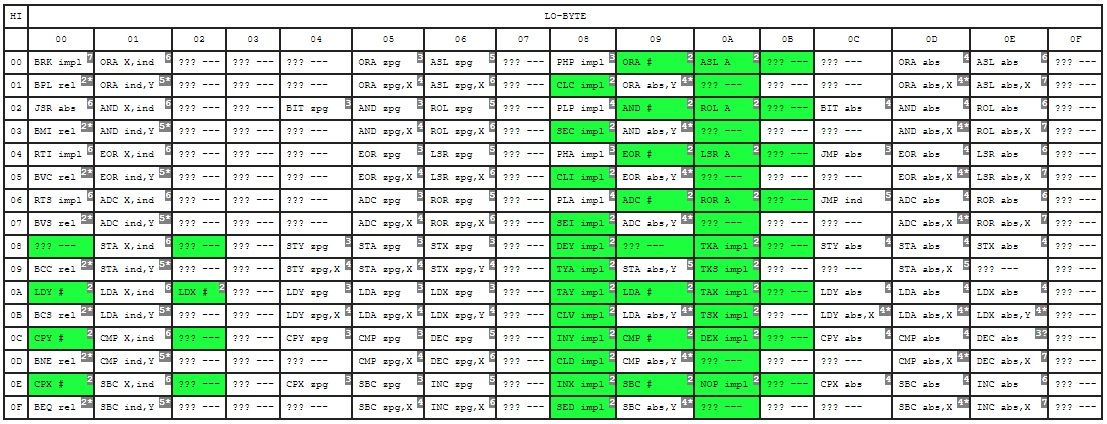 HI LO-BYTE
00 01 02 03 04 05 06 07 08 09 0A 0B 0C 0D 0E 0F
00 BRK impl 7 ORA X,ind 6 ??? --- ??? --- ??? --- ORA zpg 3 ASL zpg 5 ??? --- PHP impl 3 ORA # 2 ASL A 2 ??? --- 2 ??? --- ORA abs 4 ASL abs 6 ??? ---
01 BPL rel 2* ORA ind,Y 5* ??? --- ??? --- ??? --- ORA zpg,X 4 ASL zpg,X 6 ??? --- CLC impl 2 ORA abs,Y 4* ??? --- 2 ??? --- ??? --- ORA abs,X 4* ASL abs,X 7 ??? ---
02 JSR abs 6 AND X,ind 6 ??? --- ??? --- BIT zpg 3 AND zpg 3 ROL zpg 5 ??? --- PLP impl 4 AND # 2 ROL A 2 ??? --- 2 BIT abs 4 AND abs 4 ROL abs 6 ??? ---
03 BMI rel 2* AND ind,Y 5* ??? --- ??? --- ??? --- AND zpg,X 4 ROL zpg,X 6 ??? --- SEC impl 2 AND abs,Y 4* ??? --- 2 ??? --- ??? --- AND abs,X 4* ROL abs,X 7 ??? ---
04 RTI impl 6 EOR X,ind 6 ??? --- ??? --- ??? --- EOR zpg 3 LSR zpg 5 ??? --- PHA impl 3 EOR # 2 LSR A 2 ??? --- 2 JMP abs 3 EOR abs 4 LSR abs 6 ??? ---
05 BVC rel 2* EOR ind,Y 5* ??? --- ??? --- ??? --- EOR zpg,X 4 LSR zpg,X 6 ??? --- CLI impl 2 EOR abs,Y 4* ??? --- 2 ??? --- ??? --- EOR abs,X 4* LSR abs,X 7 ??? ---
06 RTS impl 6 ADC X,ind 6 ??? --- ??? --- ??? --- ADC zpg 3 ROR zpg 5 ??? --- PLA impl 4 ADC # 2 ROR A 2 ??? --- 2 JMP ind 5 ADC abs 4 ROR abs 6 ??? ---
07 BVS rel 2* ADC ind,Y 5* ??? --- ??? --- ??? --- ADC zpg,X 4 ROR zpg,X 6 ??? --- SEI impl 2 ADC abs,Y 4* ??? --- 2 ??? --- ??? --- ADC abs,X 4* ROR abs,X 7 ??? ---
08 ??? --- 2 STA X,ind 6 ??? --- 2 ??? --- STY zpg 3 STA zpg 3 STX zpg 3 ??? --- DEY impl 2 ??? --- 2 TXA impl 2 ??? --- 2 STY abs 4 STA abs 4 STX abs 4 ??? ---
09 BCC rel 2* STA ind,Y 5* ??? --- ??? --- STY zpg,X 4 STA zpg,X 4 STX zpg,Y 4 ??? --- TYA impl 2 STA abs,Y 5 TXS impl 2 ??? --- ??? --- STA abs,X 5 ??? --- ??? ---
0A LDY # 2 LDA X,ind 6 LDX # 2 ??? --- LDY zpg 3 LDA zpg 3 LDX zpg 3 ??? --- TAY impl 2 LDA # 2 TAX impl 2 ??? --- 2 LDY abs 4 LDA abs 4 LDX abs 4 ??? ---
0B BCS rel 2* LDA ind,Y 5* ??? --- ??? --- LDY zpg,X 4 LDA zpg,X 4 LDX zpg,Y 4 ??? --- CLV impl 2 LDA abs,Y 4* TSX impl 2 ??? --- LDY abs,X 4* LDA abs,X 4* LDX abs,Y 4* ??? ---
0C CPY # 2 CMP X,ind 6 ??? --- 2 ??? --- CPY zpg 3 CMP zpg 3 DEC zpg 5 ??? --- INY impl 2 CMP # 2 DEX impl 2 ??? --- 2 CPY abs 4 CMP abs 4 DEC abs 3? ??? ---
0D BNE rel 2* CMP ind,Y 5* ??? --- ??? --- ??? --- CMP zpg,X 4 DEC zpg,X 6 ??? --- CLD impl 2 CMP abs,Y 4* ??? --- 2 ??? --- ??? --- CMP abs,X 4* DEC abs,X 7 ??? ---
0E CPX # 2 SBC X,ind 6 ??? --- 2 ??? --- CPX zpg 3 SBC zpg 3 INC zpg 5 ??? --- INX impl 2 SBC # 2 NOP impl 2 ??? --- 2 CPX abs 4 SBC abs 4 INC abs 6 ??? ---
0F BEQ rel 2* SBC ind,Y 5* ??? --- ??? --- ??? --- SBC zpg,X 4 INC zpg,X 6 ??? --- SED impl 2 SBC abs,Y 4* ??? --- 2 ??? --- ??? --- SBC abs,X 4* INC abs,X 7 ??? ---